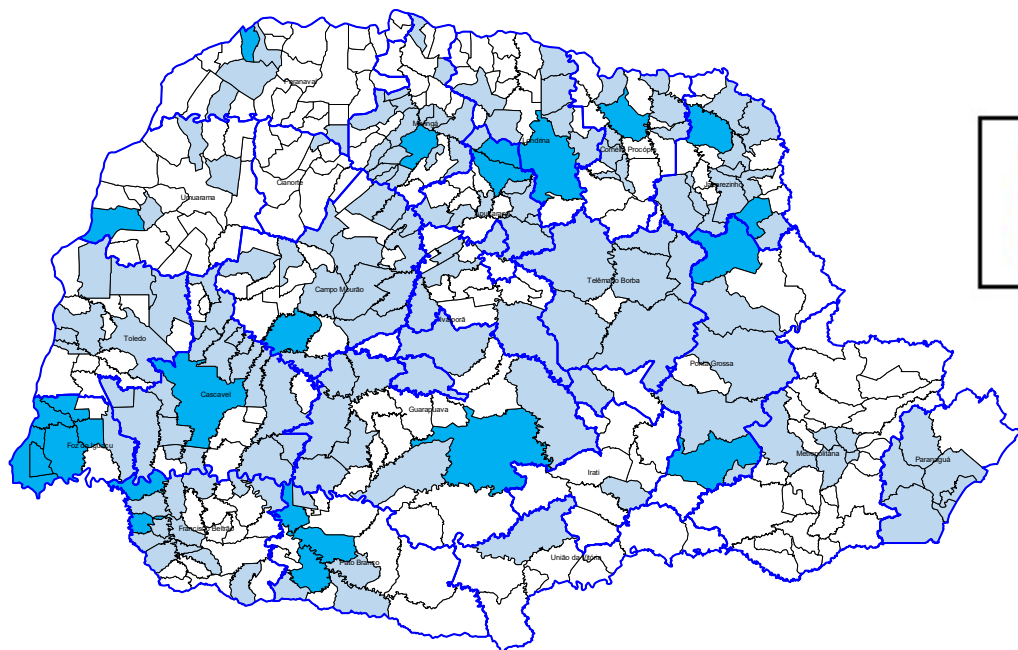 Paranavaí
Maringá
Londrina
Cornélio Procópio
Jacarezinho
Umuarama
Cianorte
Apucarana
Campo Mourão
Telêmaco Borba
Ivaiporã
Toledo
Ponta Grossa
Cascavel
Guarapuava
Foz do Iguaçu
Metropolitana
Paranaguá
Irati
Francisco Beltrão
União da Vitória
Pato Branco